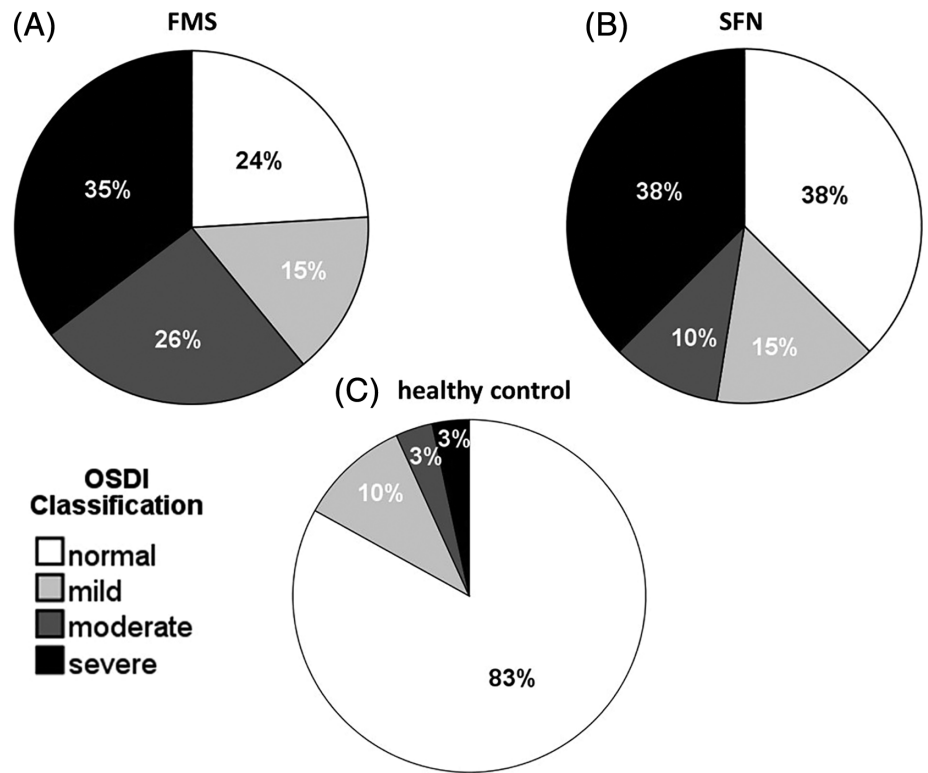 (A)
FMS
24%
15%
26%
35%
(B)
SFN
38%
15%
10%
38%
(C) healthy control
3%
3%
10%
83%
OSDI
Classification
normal
mild
moderate
severe